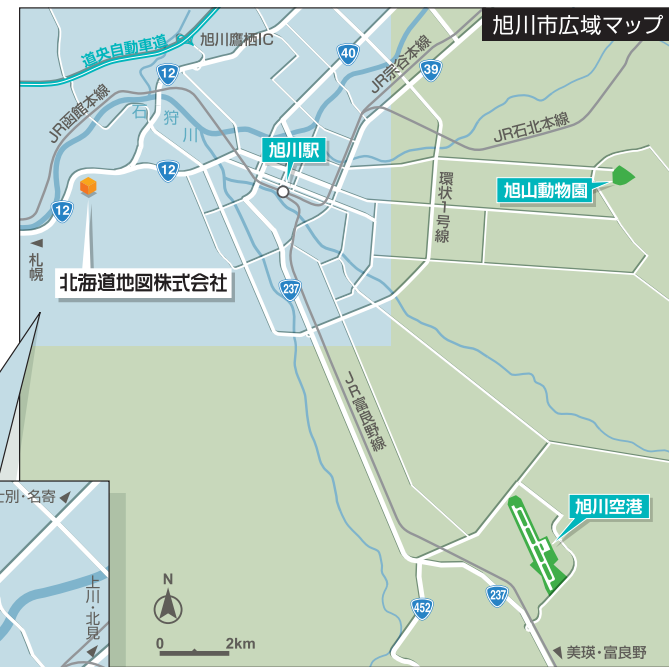 旭川市広域マップ
道央自動車道
旭川鷹栖IC
12
40
JR宗谷本線
39
JR函館本線
石狩川
JR石北本線
旭川駅
12
環状1号線
旭山動物園
12
札幌
北海道地図株式会社
237
JR富良野線
士別・名寄
旭川空港
上川・北見
N
452
237
0 2km
美瑛・富良野